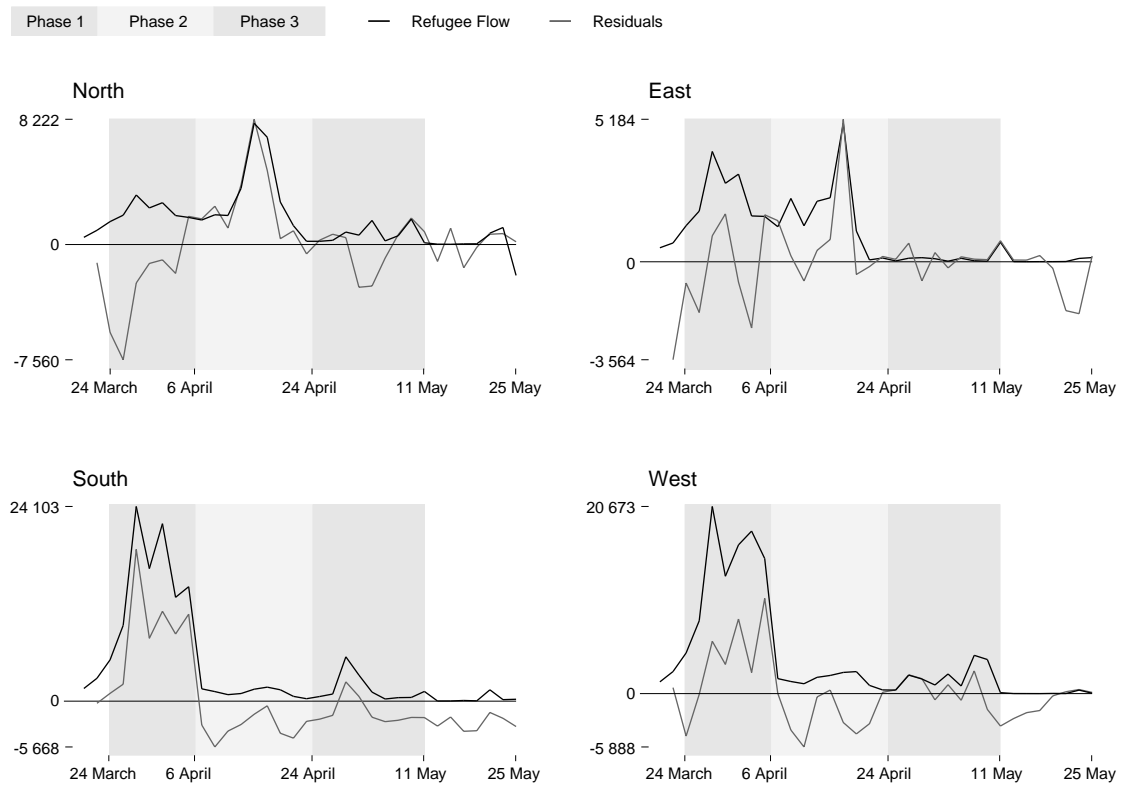 Phase 1 Phase 2 Phase 3 Refugee Flow Residuals
North East
8 222 5 184
0 0
-7 560 -3 564
24 March 6 April 24 April 11 May 25 May 24 March 6 April 24 April 11 May 25 May
South West
24 103 20 673
0 0
-5 668 -5 888
24 March 6 April 24 April 11 May 25 May 24 March 6 April 24 April 11 May 25 May